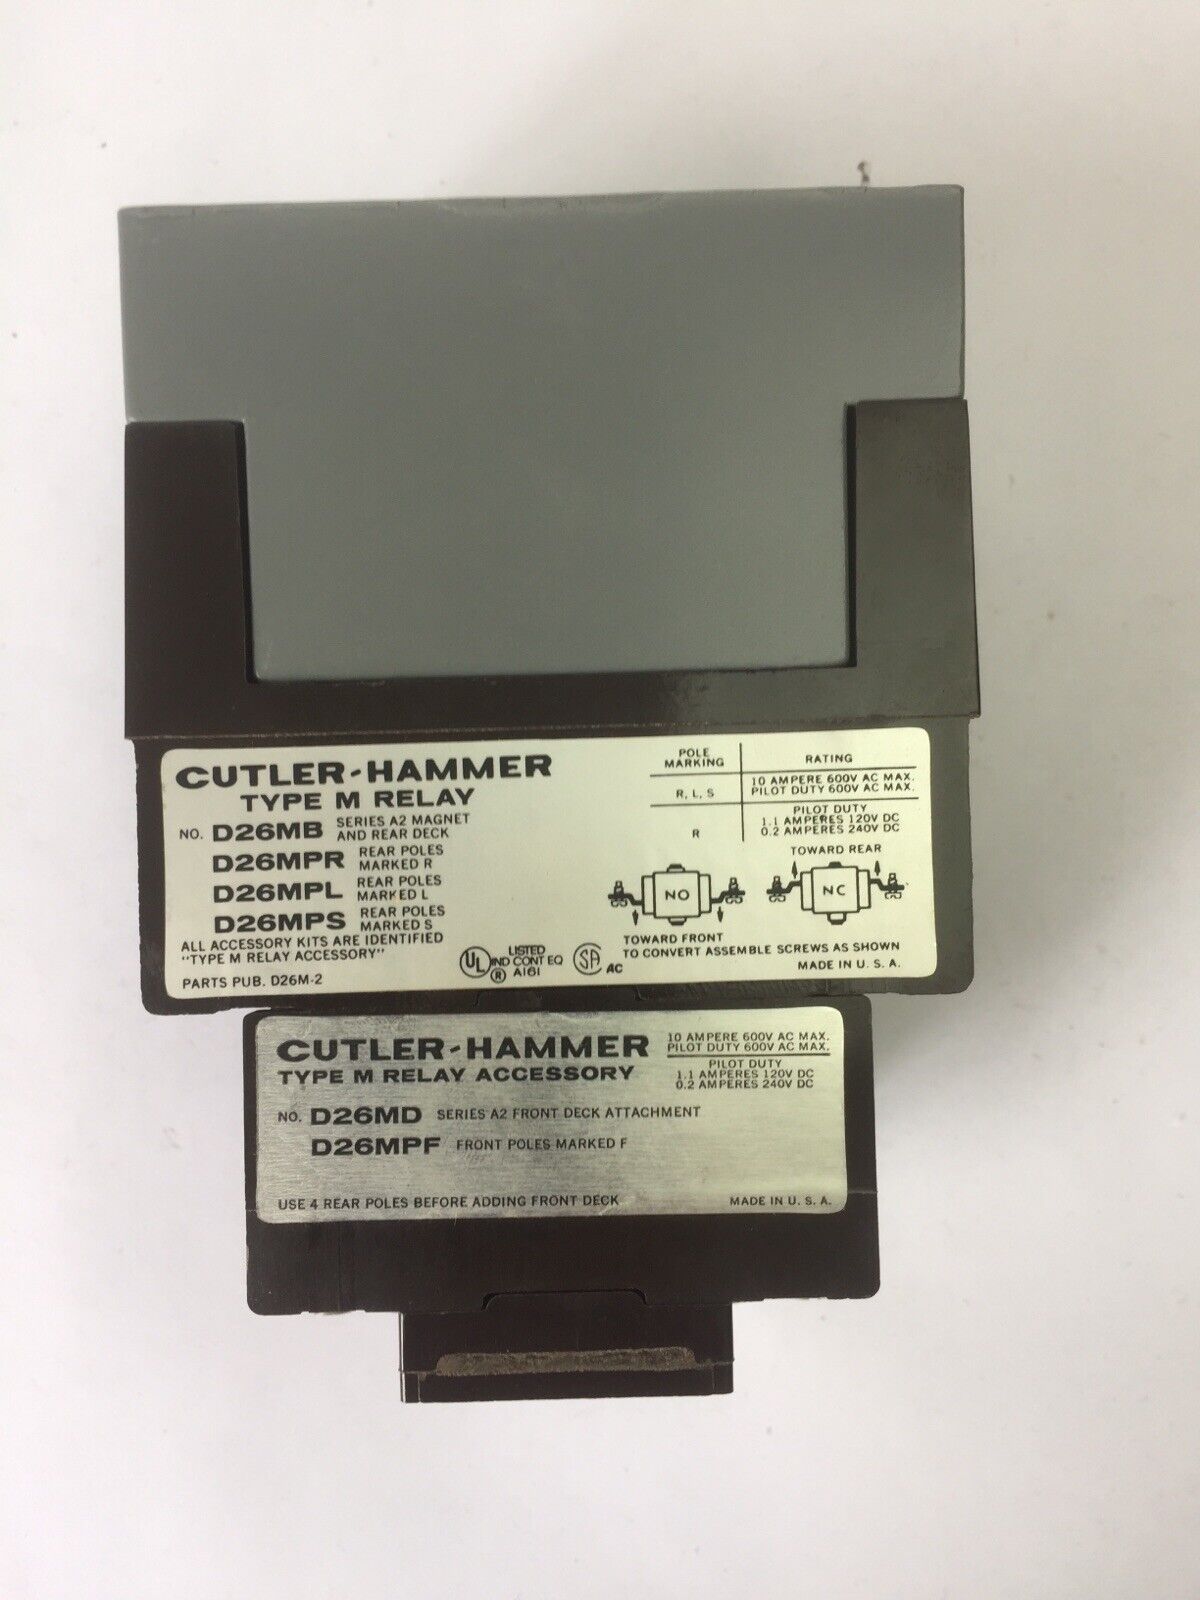 CUTLER-HAMMER
TYPE M RELAY
NO. D26MB SERIES A2 MAGNET AND REAR DECK
D26MPR REAR POLES MARKED R
D26MPL REAR POLES MARKED L
D26MPS REAR POLES MARKED S
ALL ACCESSORY KITS ARE IDENTIFIED
"TYPE M RELAY ACCESSORY"
PARTS PUB. D26M-2
UL ® LISTED
IND CONT EQ
A161
SA AC
POLE MARKING RATING
R, L, S 10 AMPERE 600V AC MAX.
PILOT DUTY 600V AC MAX.
R PILOT DUTY
1.1 AMPERES 120V DC
0.2 AMPERES 240V DC
TOWARD REAR
NO NC
TOWARD FRONT
TO CONVERT ASSEMBLE SCREWS AS SHOWN
MADE IN U. S. A.
CUTLER-HAMMER
TYPE M RELAY ACCESSORY
10 AMPERE 600V AC MAX.
PILOT DUTY 600V AC MAX.
PILOT DUTY
1.1 AMPERES 120V DC
0.2 AMPERES 240V DC
NO. D26MD SERIES A2 FRONT DECK ATTACHMENT
D26MPF FRONT POLES MARKED F
USE 4 REAR POLES BEFORE ADDING FRONT DECK
MADE IN U. S. A.